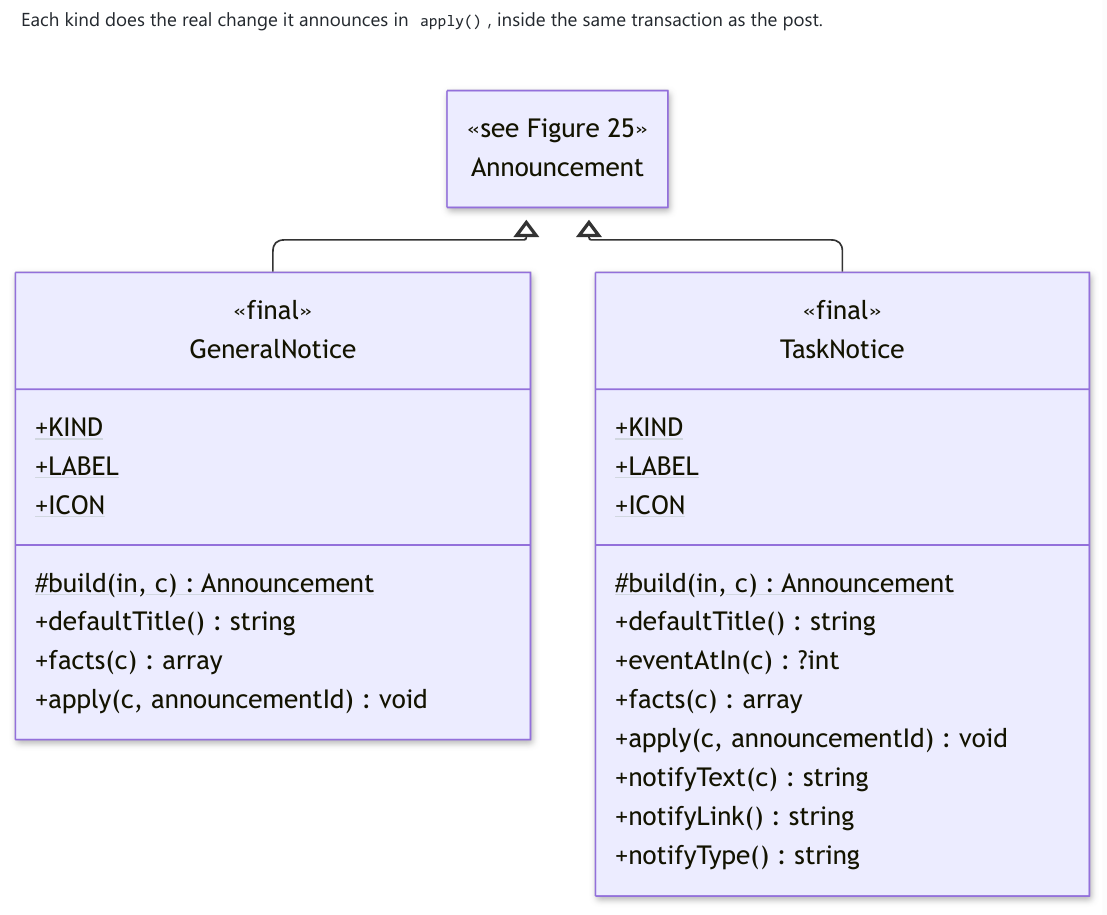 Each kind does the real change it announces in apply() , inside the same transaction as the post.
«see Figure 25»
Announcement
«final»
GeneralNotice
+KIND
+LABEL
+ICON
#build(in, c) : Announcement
+defaultTitle() : string
+facts(c) : array
+apply(c, announcementId) : void
«final»
TaskNotice
+KIND
+LABEL
+ICON
#build(in, c) : Announcement
+defaultTitle() : string
+eventAtIn(c) : ?int
+facts(c) : array
+apply(c, announcementId) : void
+notifyText(c) : string
+notifyLink() : string
+notifyType() : string